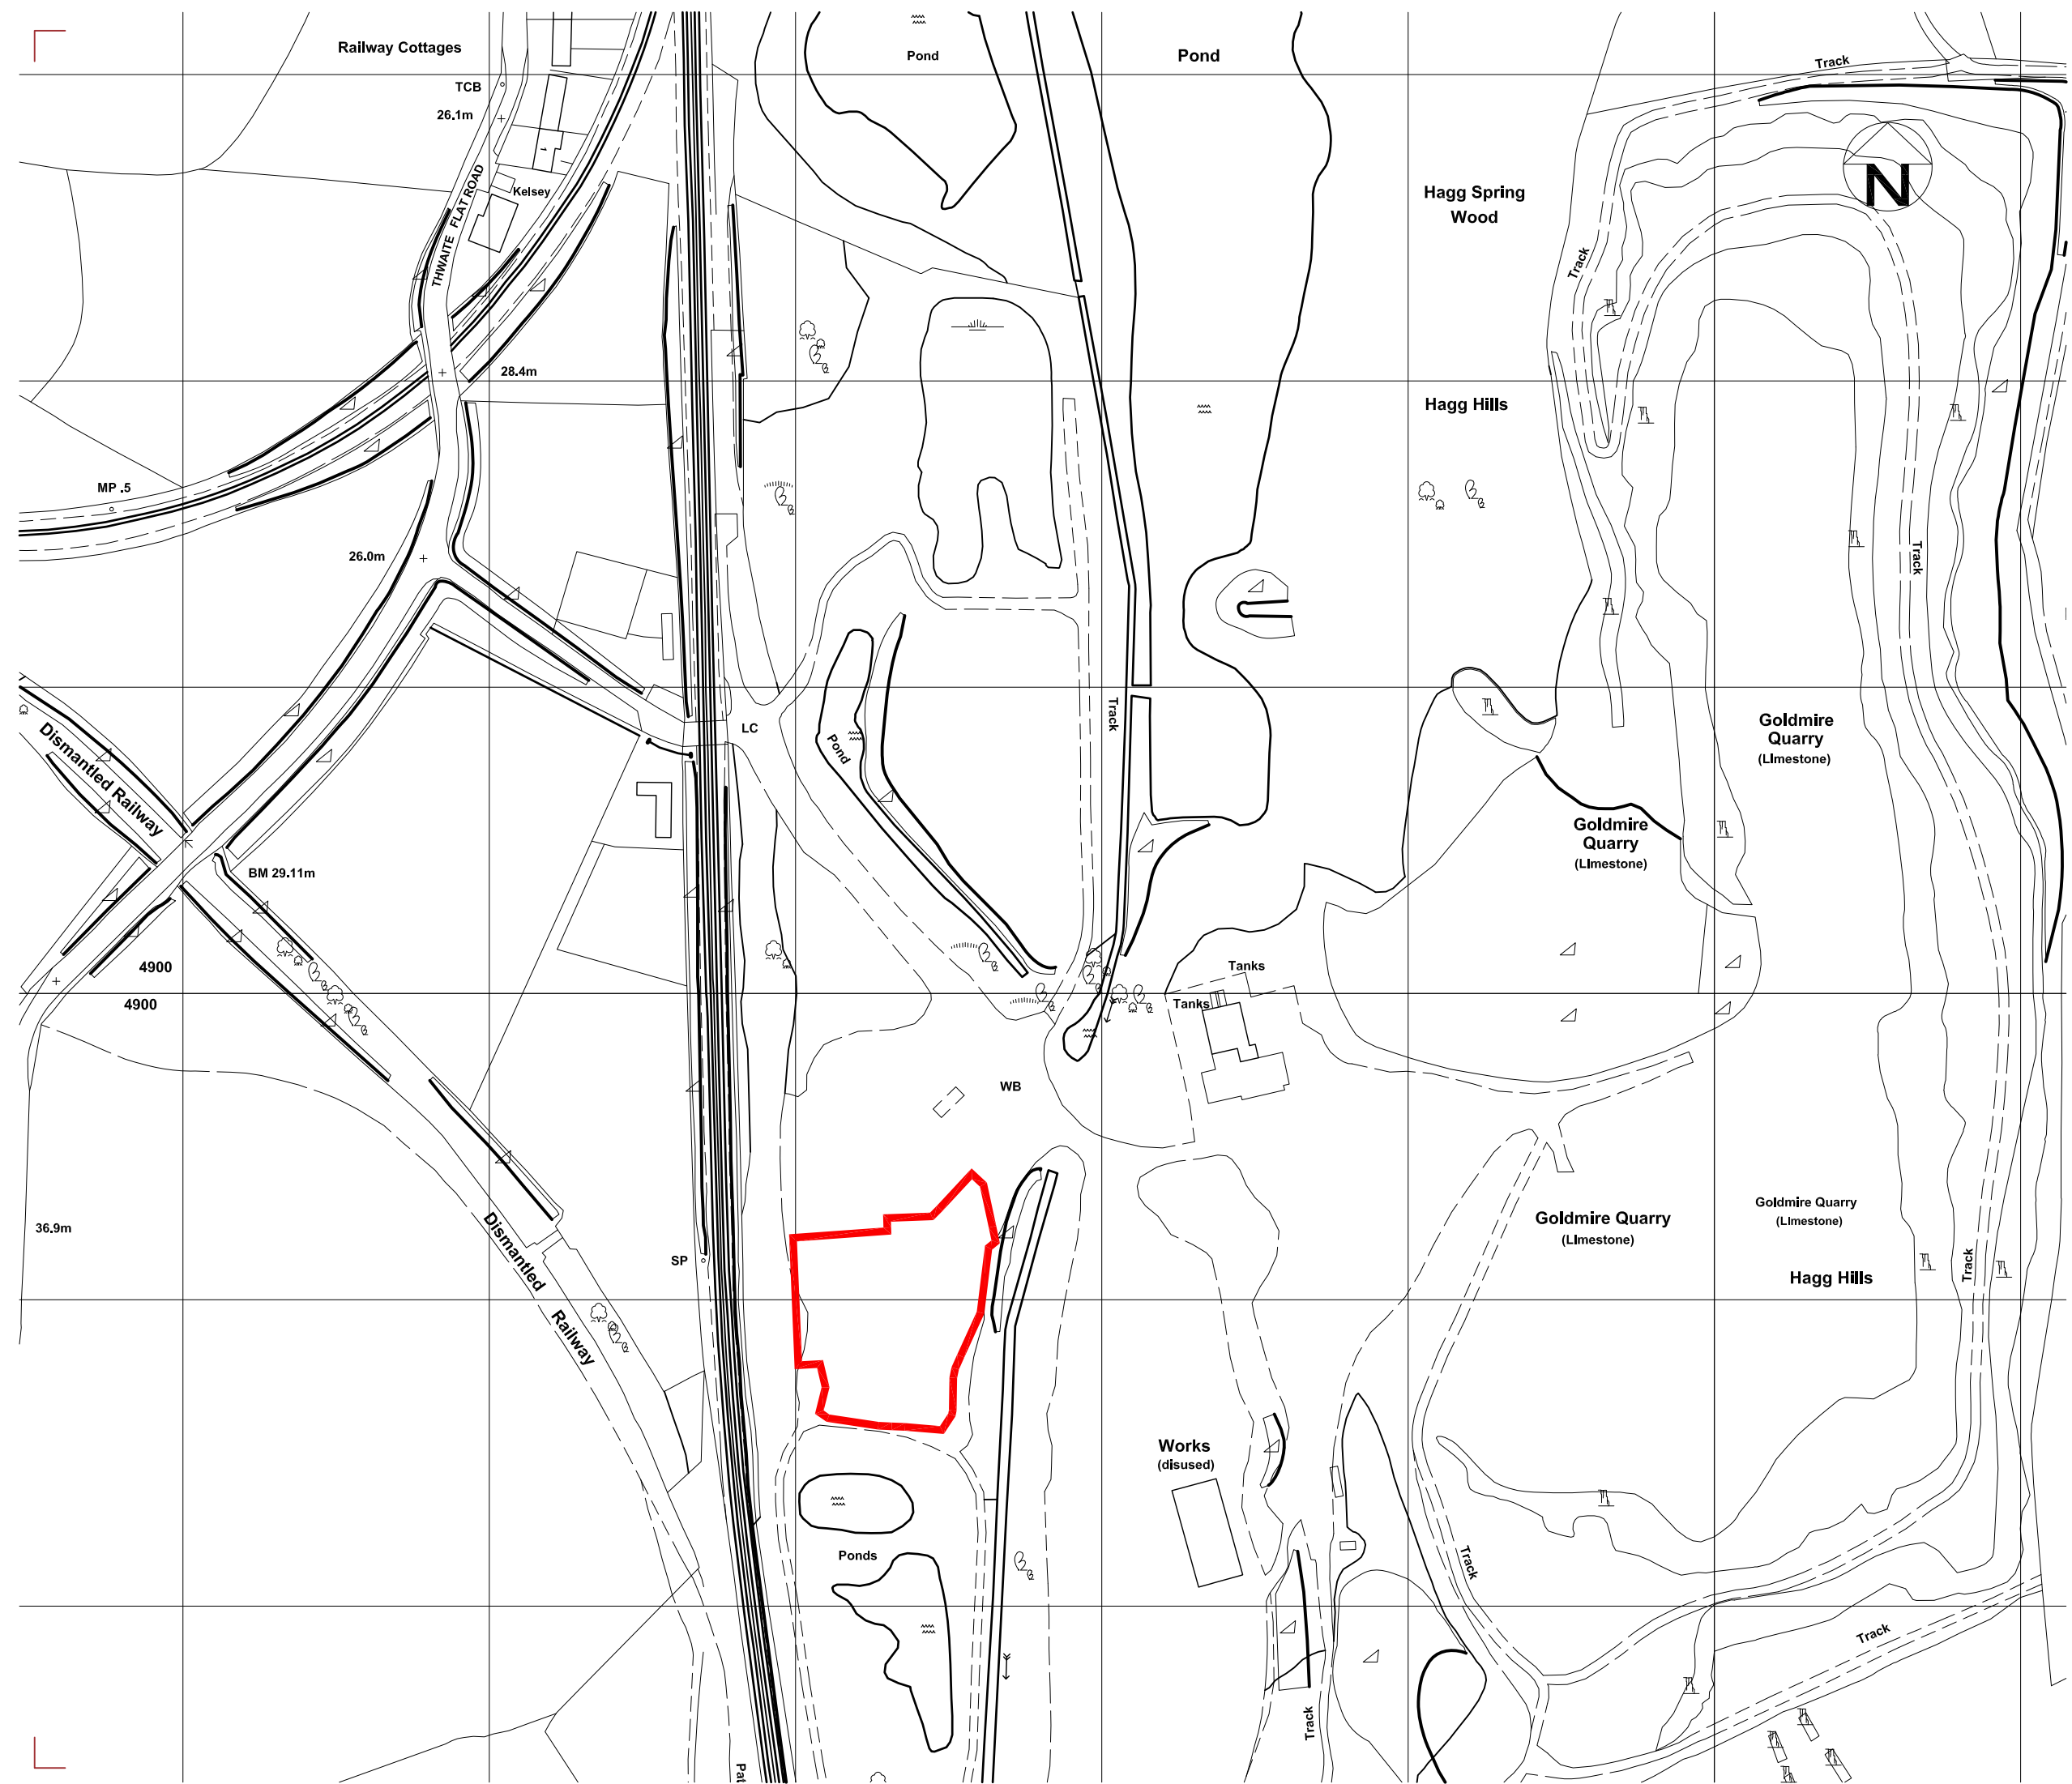 Railway Cottages
Pond
Pond
Track
TCB
26.1m
N
THWAITE FLAT ROAD
Kelsey
Hagg Spring
Wood
Track
28.4m
Hagg Hills
MP .5
26.0m
Track
Track
LC
Pond
Goldmire
Quarry
(LImestone)
Dismantled Railway
Goldmire
Quarry
(LImestone)
BM 29.11m
4900
4900
Tanks
Tanks
WB
36.9m
Dismantled
Railway
SP
Goldmire Quarry
(LImestone)
Goldmire Quarry
(LImestone)
Hagg Hills
Track
Works
(disused)
Ponds
Track
Track
Track
Pat